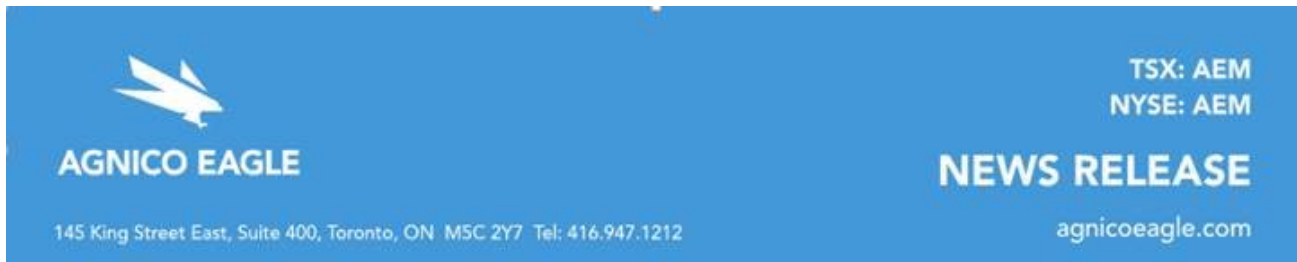 TSX: AEM
NYSE: AEM
AGNICO EAGLE
NEWS RELEASE
145 King Street East, Suite 400, Toronto, ON M5C 2Y7 Tel: 416.947.1212
agnicoeagle.com